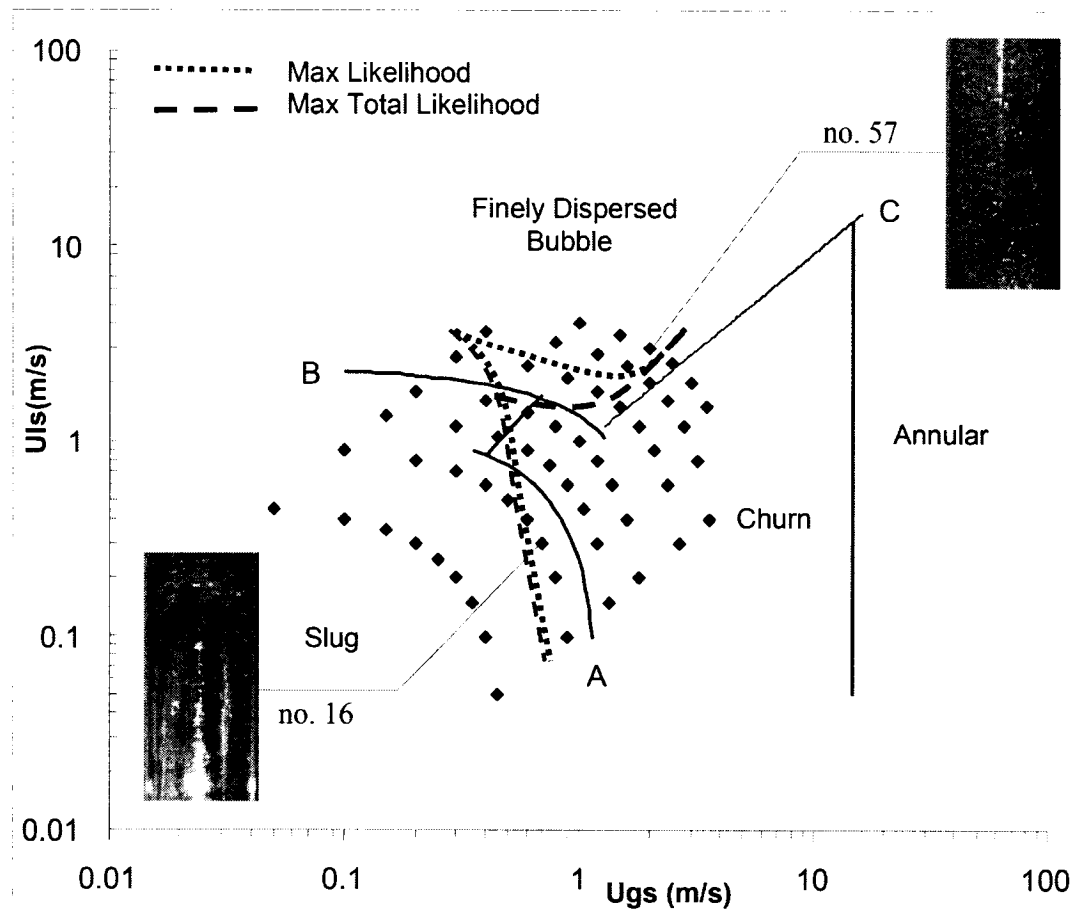 100
Max Likelihood
Max Total Likelihood
no. 57
Finely Dispersed
Bubble
C
10
B
Uls(m/s)
1
Annular
Churn
0.1
Slug
A
no. 16
0.01
0.01
0.1
1
10
100
Ugs (m/s)